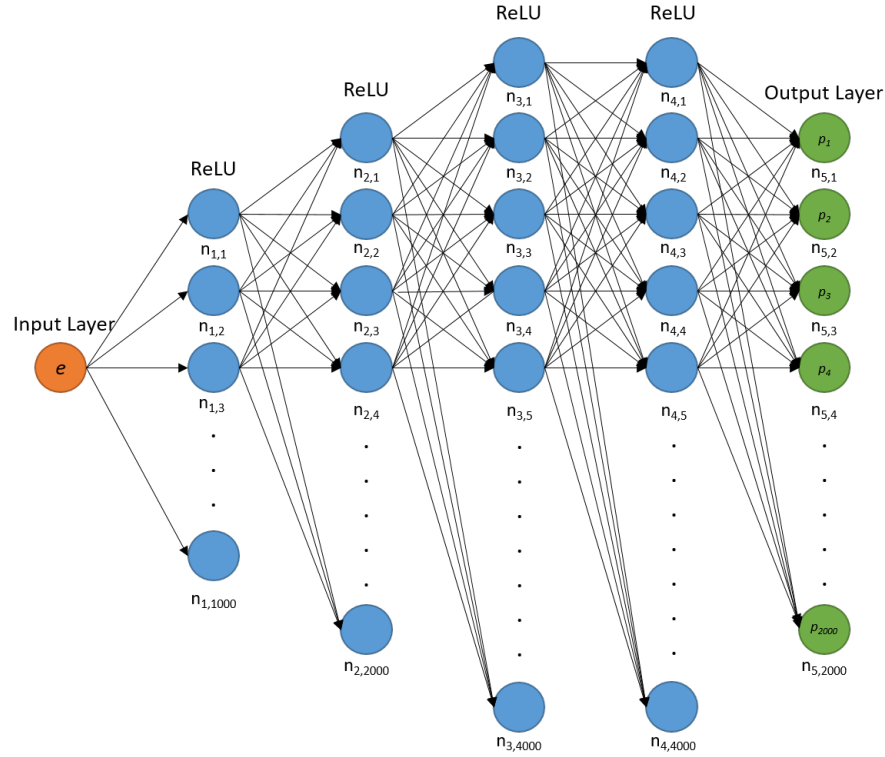 ReLU
ReLU
ReLU
ReLU
Input Layer
Output Layer
e
n1,1
n1,2
n1,3
n1,1000
n2,1
n2,2
n2,3
n2,4
n2,2000
n3,1
n3,2
n3,3
n3,4
n3,5
n3,4000
n4,1
n4,2
n4,3
n4,4
n4,5
n4,4000
p1
n5,1
p2
n5,2
p3
n5,3
p4
n5,4
p2000
n5,2000